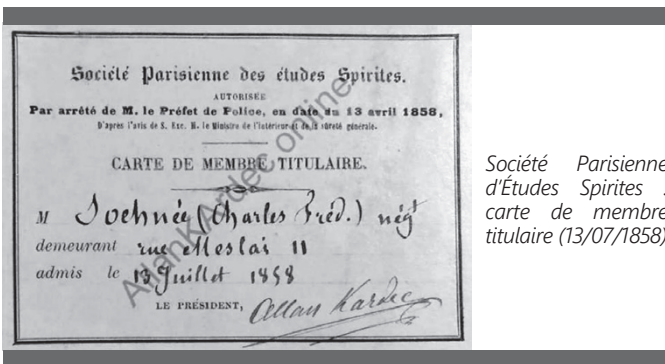 Société Parisienne des études Spirites.
AUTORISÉE
Par arrêté de M. le Préfet de Police, en date du 13 avril 1858,
D'après l'avis de S. Exc. M. le Ministre de l'Intérieur et de la sûreté générale.
CARTE DE MEMBRE TITULAIRE.
M Jochnée (Charles Fréd.) négt
demeurant rue Meslai 11
admis le 13 Juillet 1858
LE PRÉSIDENT, Allan Kardec
AllanKardec.online
Société Parisienne
d'Études Spirites :
carte de membre
titulaire (13/07/1858)